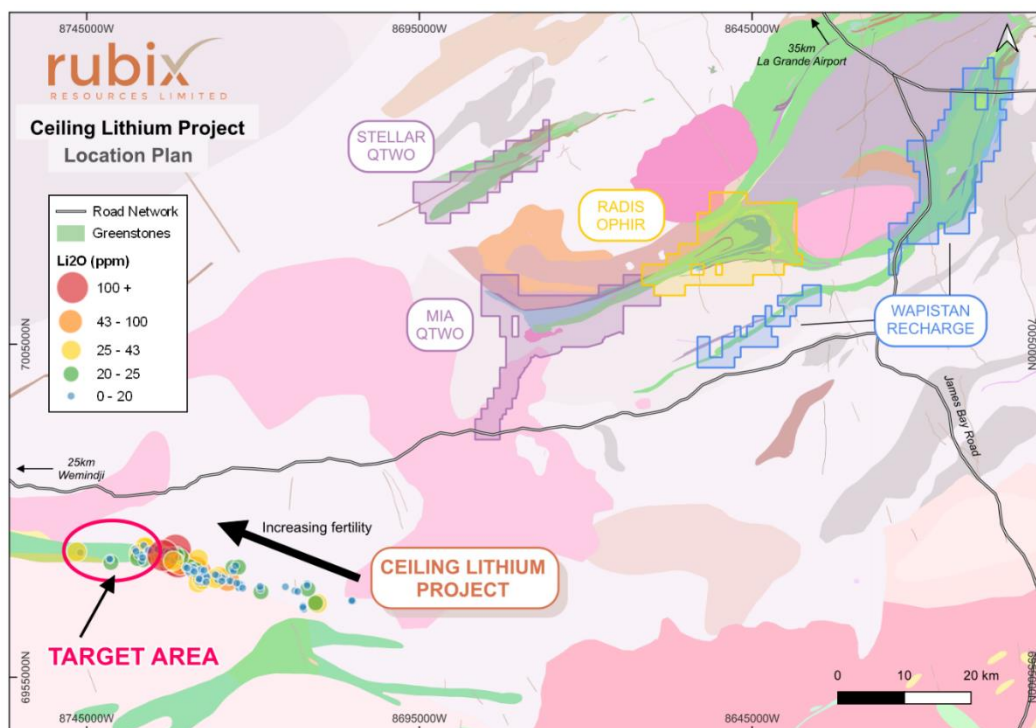 8745000W
8695000W
8645000W
rubix
RESOURCES LIMITED
Ceiling Lithium Project
Location Plan
Road Network
Greenstones
Li2O (ppm)
100 +
43 - 100
25 - 43
20 - 25
0 - 20
35km
La Grande Airport
STELLAR
QTWO
RADIS
OPHIR
MIA
QTWO
WAPISTAN
RECHARGE
7005000N
7005000N
James Bay Road
25km
Wemindji
Increasing fertility
CEILING LITHIUM
PROJECT
TARGET AREA
6955000N
6955000N
0 10 20 km
8745000W
8695000W
8645000W